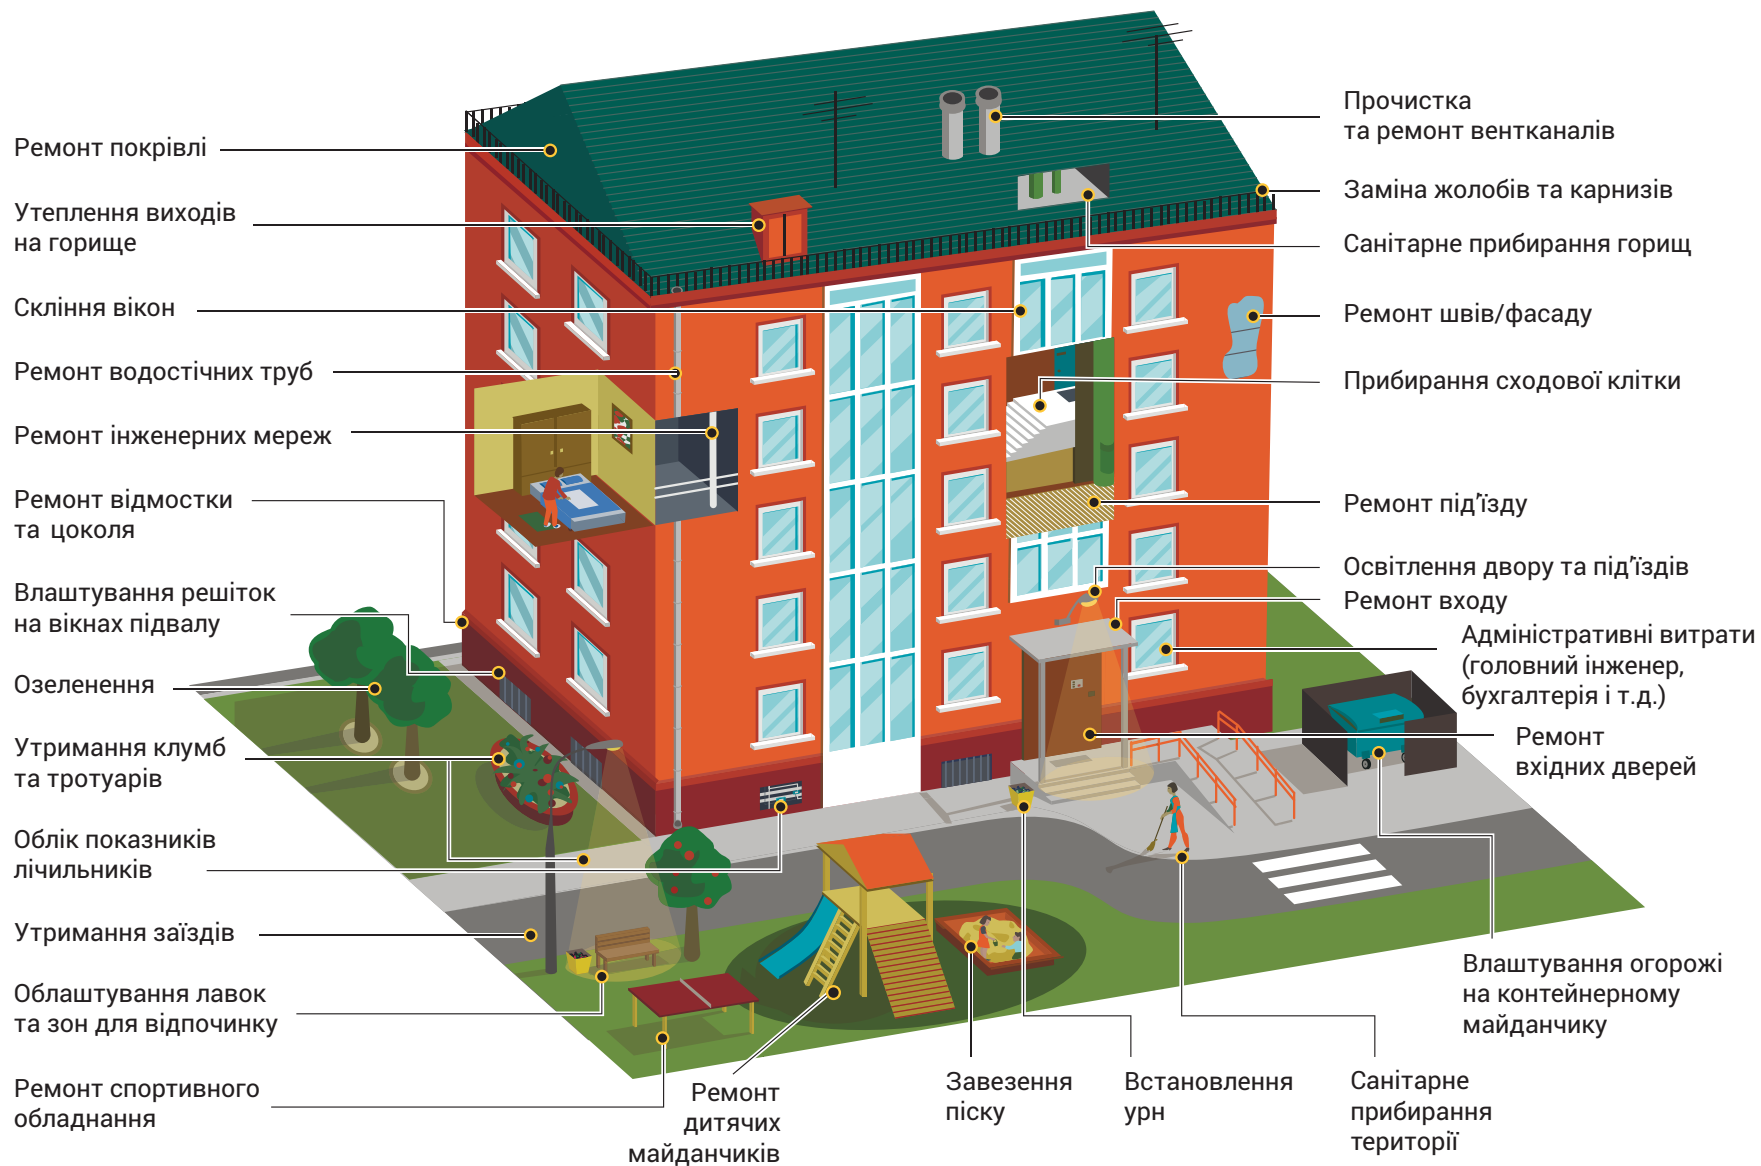 Ремонт покрівлі
Утеплення виходів
на горище
Скління вікон
Ремонт водостічних труб
Ремонт інженерних мереж
Ремонт відмостки
та цоколя
Влаштування решіток
на вікнах підвалу
Озеленення
Утримання клумб
та тротуарів
Облік показників
лічильників
Утримання заїздів
Облаштування лавок
та зон для відпочинку
Ремонт спортивного
обладнання
Ремонт
дитячих
майданчиків
Завезення
піску
Встановлення
урн
Санітарне
прибирання
території
Прочистка
та ремонт вентканалів
Заміна жолобів та карнизів
Санітарне прибирання горищ
Ремонт швів/фасаду
Прибирання сходової клітки
Ремонт під'їзду
Освітлення двору та під'їздів
Ремонт входу
Адміністративні витрати
(головний інженер,
бухгалтерія і т.д.)
Ремонт
вхідних дверей
Влаштування огорожі
на контейнерному
майданчику